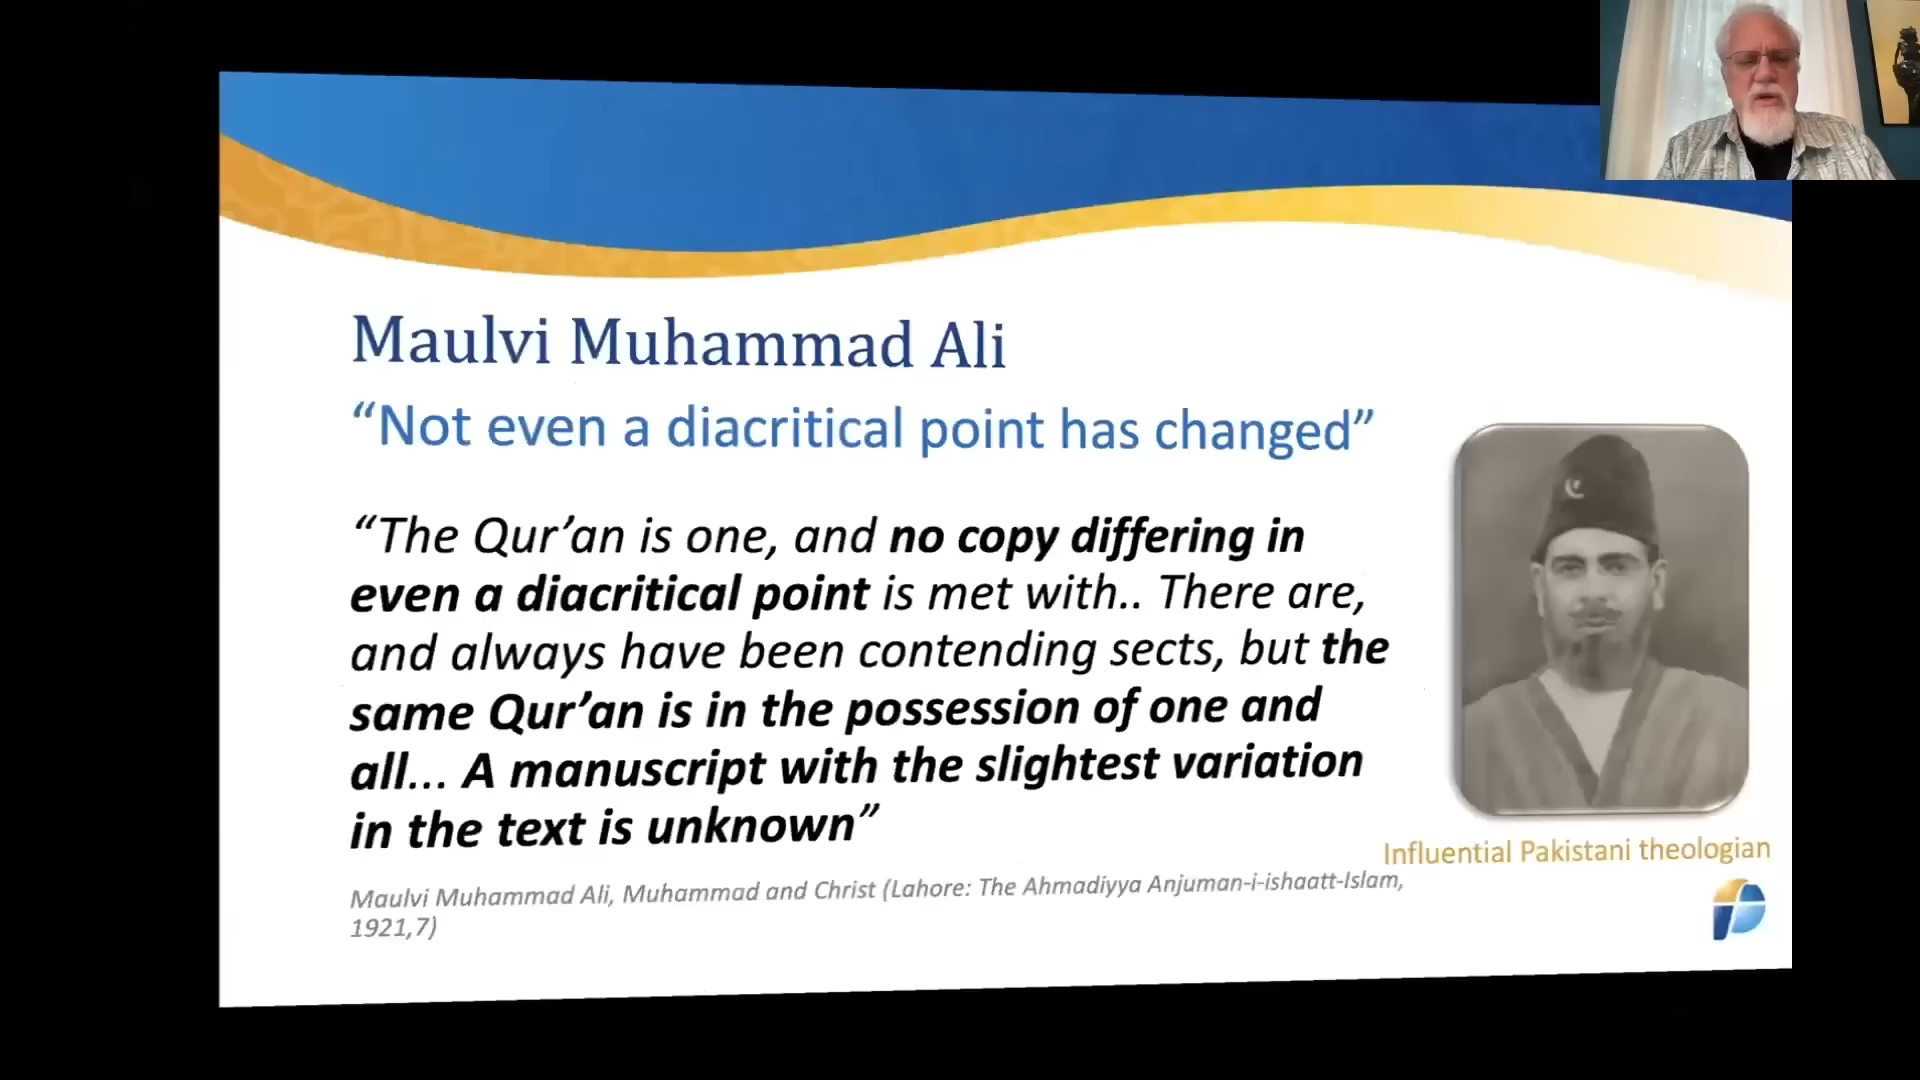 Maulvi Muhammad Ali
“Not even a diacritical point has changed”
“The Qur’an is one, and no copy differing in
even a diacritical point is met with.. There are,
and always have been contending sects, but the
same Qur’an is in the possession of one and
all... A manuscript with the slightest variation
in the text is unknown”
Influential Pakistani theologian
Maulvi Muhammad Ali, Muhammad and Christ (Lahore: The Ahmadiyya Anjuman-i-ishaatt-Islam,
1921,7)